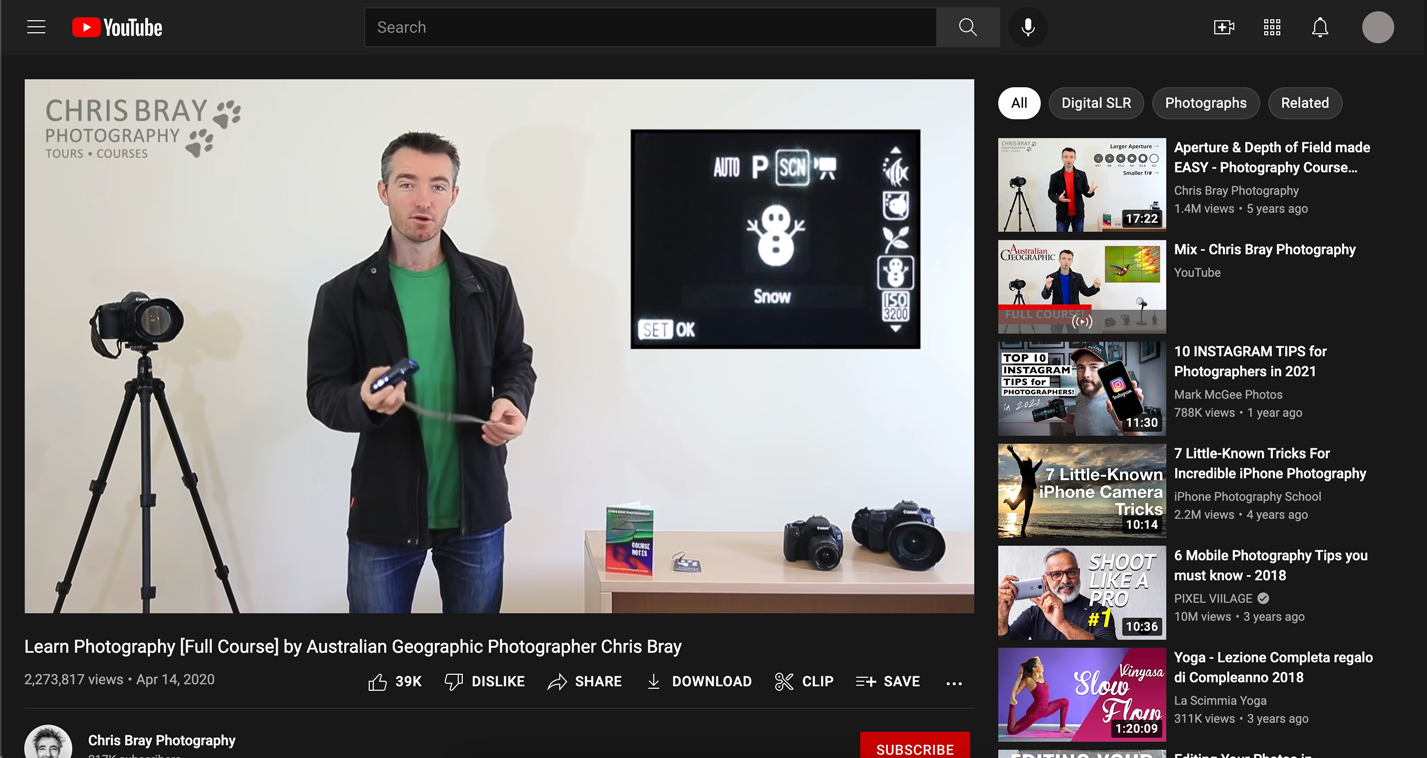 YouTube
Search
CHRIS BRAY
PHOTOGRAPHY
TOURS • COURSES
AUTO P SCN
Snow
ISO
3200
SET OK
CHRIS BRAY PHOTOGRAPHY
COURSE
NOTES
Canon
Canon
Canon
Learn Photography [Full Course] by Australian Geographic Photographer Chris Bray
2,273,817 views • Apr 14, 2020
39K DISLIKE SHARE DOWNLOAD CLIP SAVE
Chris Bray Photography
SUBSCRIBE
All Digital SLR Photographs Related
Larger Aperture
Smaller f/#
17:22
Aperture & Depth of Field made
EASY - Photography Course...
Chris Bray Photography
1.4M views • 5 years ago
Australian
GEOGRAPHIC
FULL COURSE
Mix - Chris Bray Photography
YouTube
TOP 10
INSTAGRAM
TIPS for
PHOTOGRAPHERS!
in 2021
Instagram
11:30
10 INSTAGRAM TIPS for
Photographers in 2021
Mark McGee Photos
788K views • 1 year ago
7 Little-Known
iPhone Camera
Tricks
10:14
7 Little-Known Tricks For
Incredible iPhone Photography
iPhone Photography School
2.2M views • 4 years ago
SHOOT
LIKE A
PRO
#1
10:36
6 Mobile Photography Tips you
must know - 2018
PIXEL VIILAGE
10M views • 3 years ago
Vinyasa
Slow
Flow
1:20:09
Yoga - Lezione Completa regalo
di Compleanno 2018
La Scimmia Yoga
311K views • 3 years ago